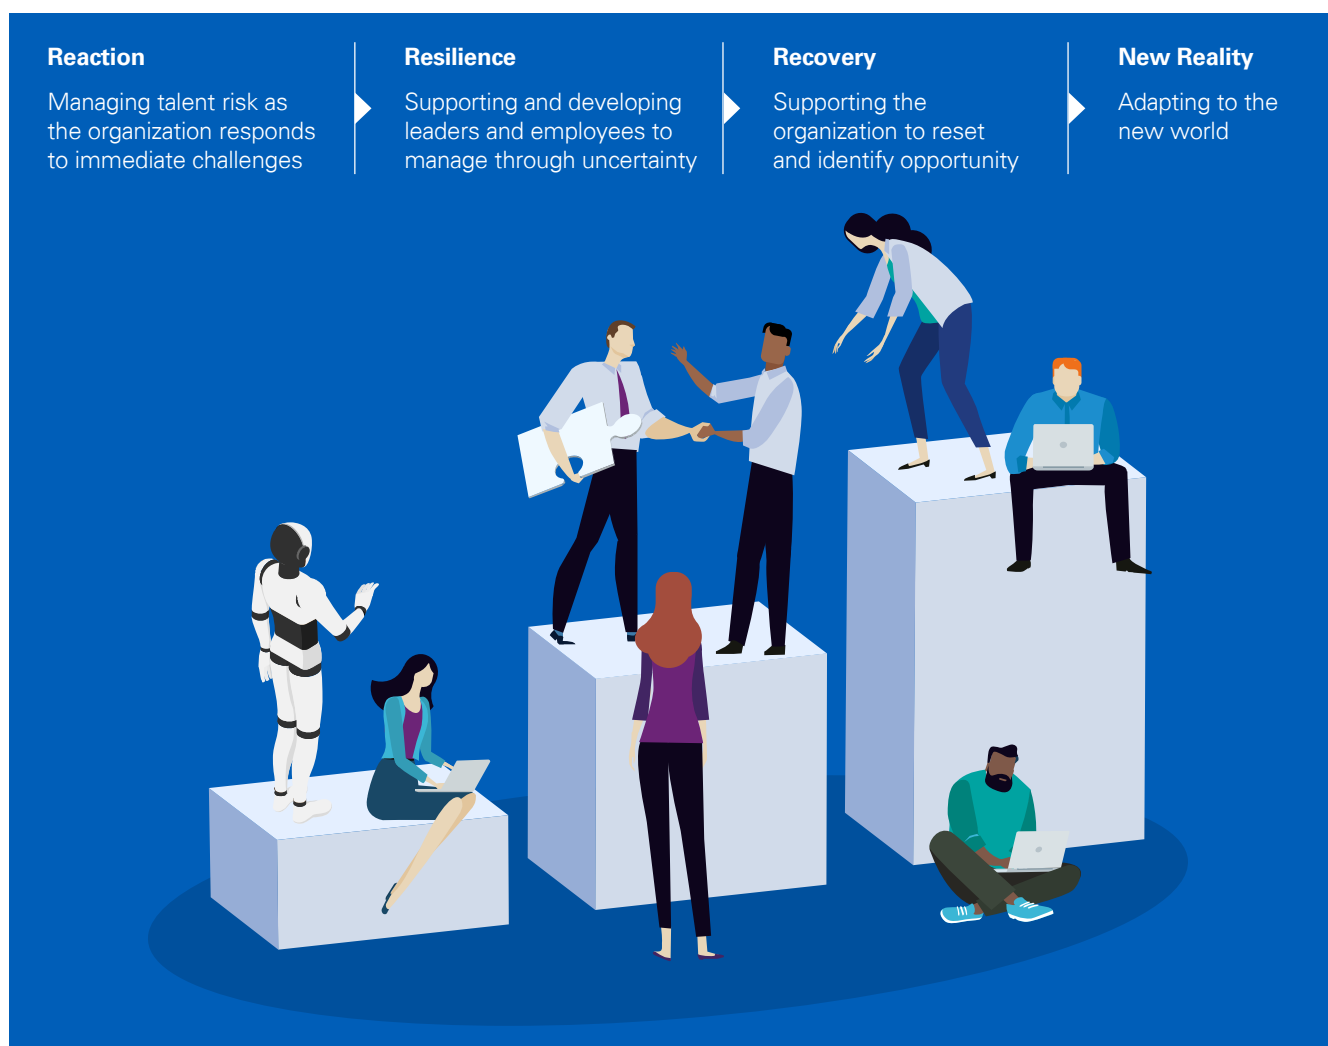 Reaction
Managing talent risk as
the organization responds
to immediate challenges
Resilience
Supporting and developing
leaders and employees to
manage through uncertainty
Recovery
Supporting the
organization to reset
and identify opportunity
New Reality
Adapting to the
new world